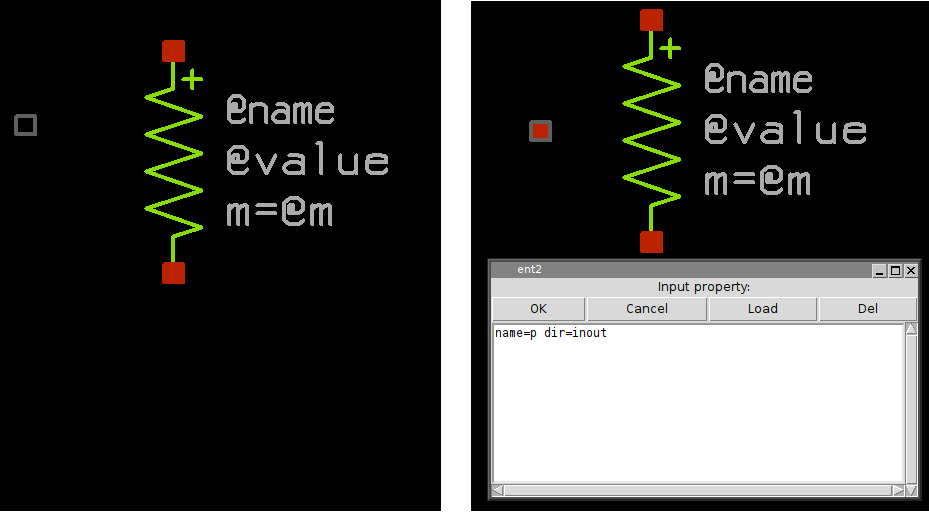 @name
@value
m=@m
@name
@value
m=@m
ent2
Input property:
OK Cancel Load Del
name=p dir=inout